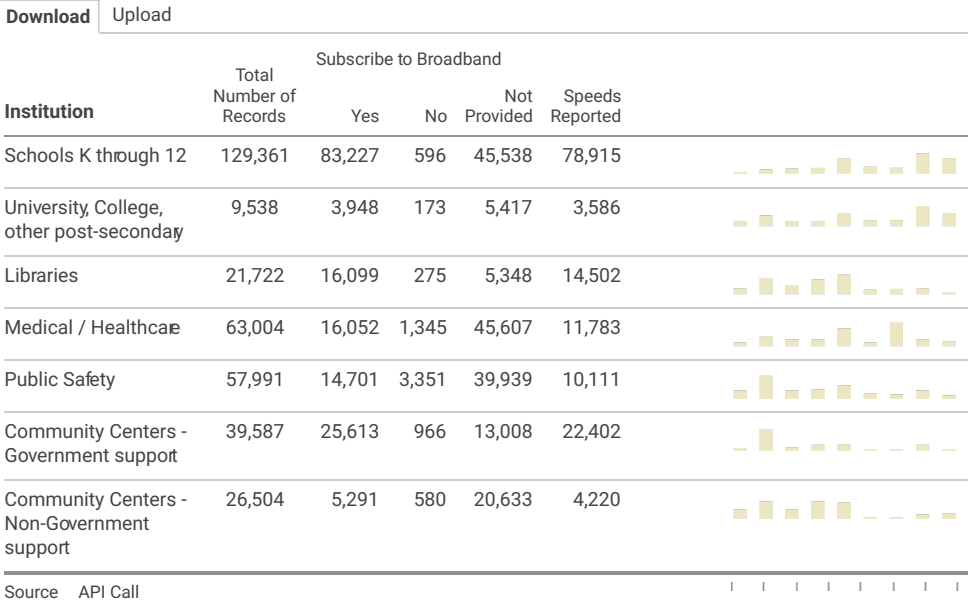 Download Upload
Subscribe to Broadband
Total
Number of Not Speeds
Institution Records Yes No Provided Reported
Schools K through 12 129,361 83,227 596 45,538 78,915
University, College, 9,538 3,948 173 5,417 3,586
other post-secondary
Libraries 21,722 16,099 275 5,348 14,502
Medical / Healthcare 63,004 16,052 1,345 45,607 11,783
Public Safety 57,991 14,701 3,351 39,939 10,111
Community Centers - 39,587 25,613 966 13,008 22,402
Government support
Community Centers - 26,504 5,291 580 20,633 4,220
Non-Government
support
Source API Call